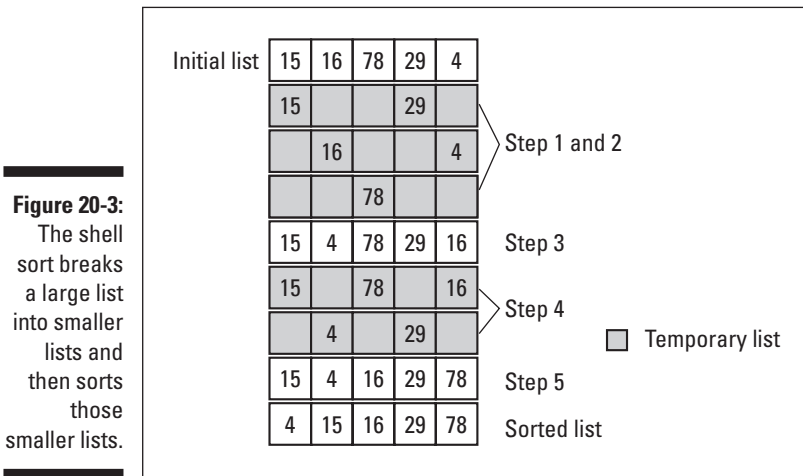 Figure 20-3:
The shell
sort breaks
a large list
into smaller
lists and
then sorts
those
smaller lists.
Initial list 15 16 78 29 4
15 29
16 4
78
Step 1 and 2
15 4 78 29 16 Step 3
15 78 16
4 29
Step 4
Temporary list
15 4 16 29 78 Step 5
4 15 16 29 78 Sorted list